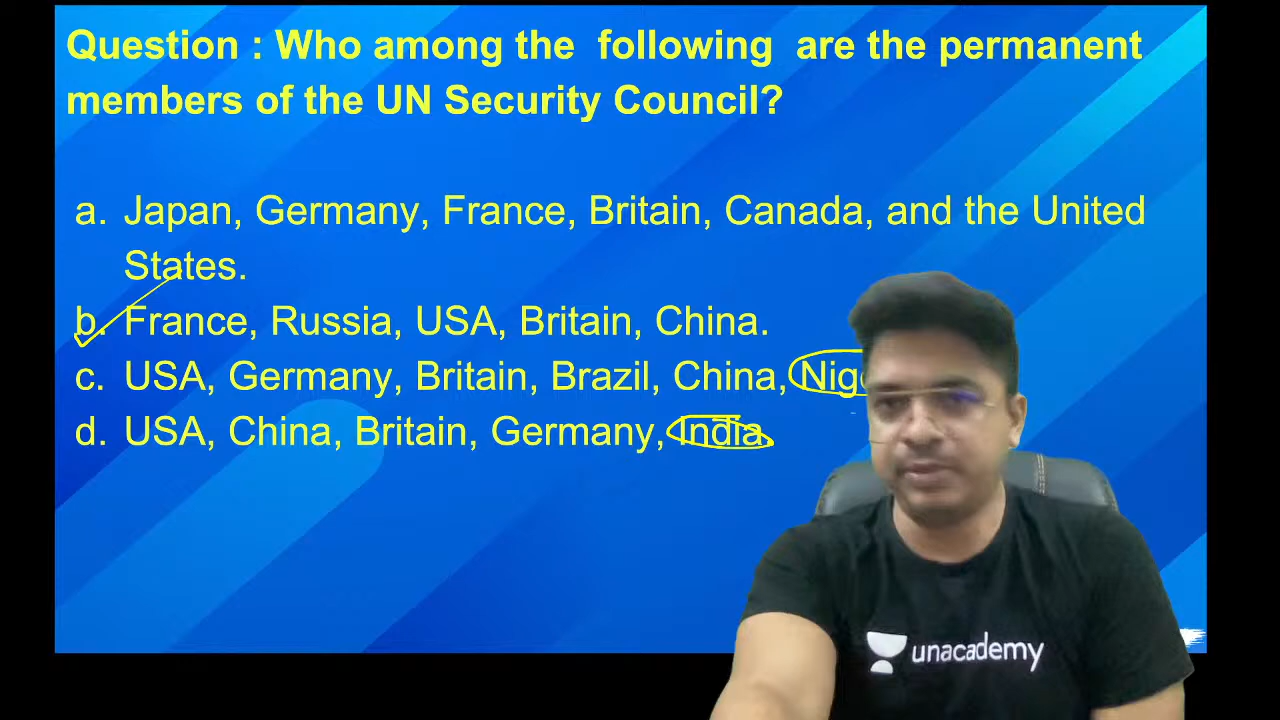 Question : Who among the following are the permanent
members of the UN Security Council?
a. Japan, Germany, France, Britain, Canada, and the United
States.
b. France, Russia, USA, Britain, China.
c. USA, Germany, Britain, Brazil, China,
d. USA, China, Britain, Germany, India.
unacademy